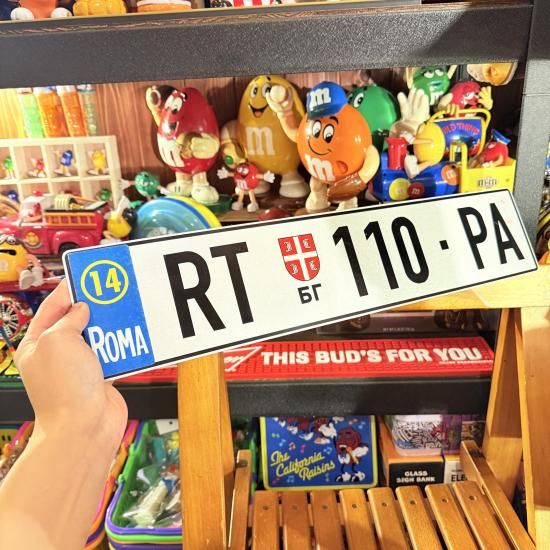 m
m
m
14
ROMA
RT
БГ
110·PA
THIS BUD'S FOR YOU
The
California
Raisins
GLASS
SIGN BANK